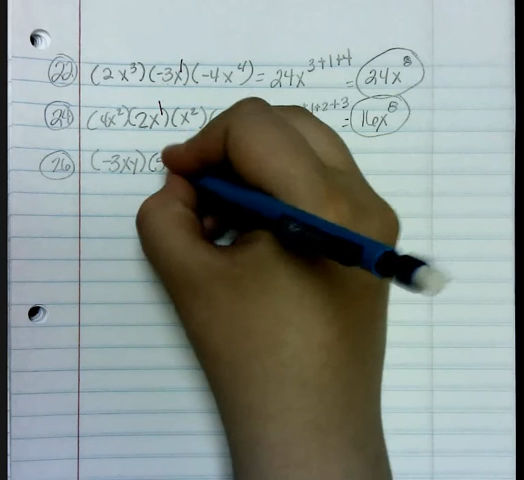 22 (2x³)(-3x¹)(-4x⁴) = 24x³⁺¹⁺⁴ = 24x⁸
24 (4x²)(2x¹)(x²)( +1+2+3 = 16x⁸
26 (-3xy)(